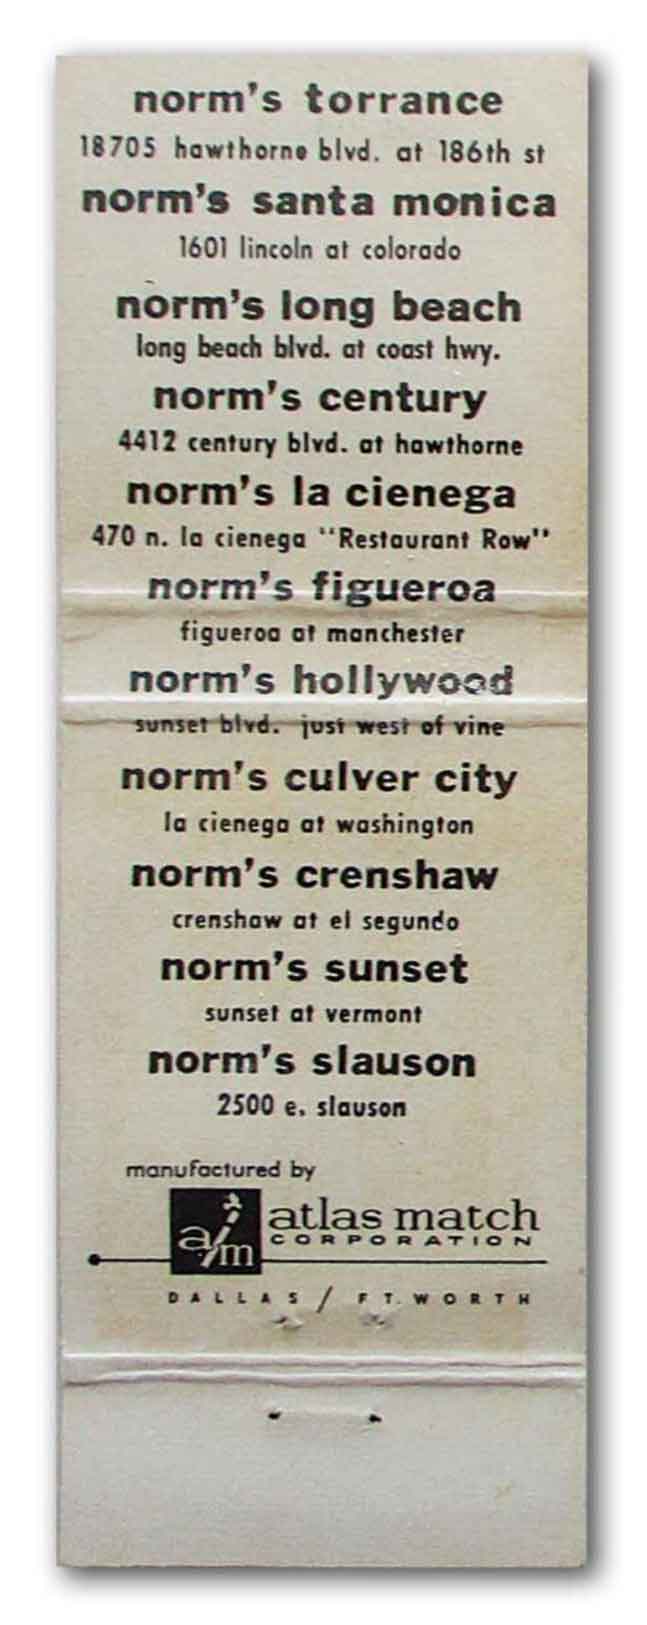 norm's torrance
18705 hawthorne blvd. at 186th st
norm's santa monica
1601 lincoln at colorado
norm's long beach
long beach blvd. at coast hwy.
norm's century
4412 century blvd. at hawthorne
norm's la cienega
470 n. la cienega "Restaurant Row"
norm's figueroa
figueroa at manchester
norm's hollywood
sunset blvd. just west of vine
norm's culver city
la cienega at washington
norm's crenshaw
crenshaw at el segundo
norm's sunset
sunset at vermont
norm's slauson
2500 e. slauson
manufactured by
a/m atlas match
CORPORATION
DALLAS / FT. WORTH